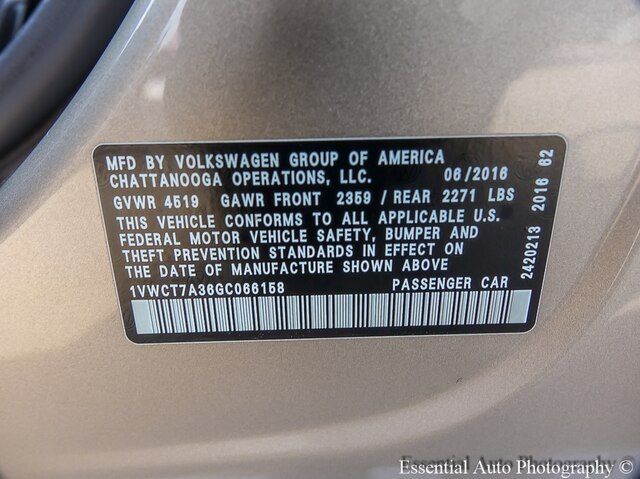 MFD BY VOLKSWAGEN GROUP OF AMERICA
CHATTANOOGA OPERATIONS, LLC. 06/2016
GVWR 4519 GAWR FRONT 2359 / REAR 2271 LBS
THIS VEHICLE CONFORMS TO ALL APPLICABLE U.S.
FEDERAL MOTOR VEHICLE SAFETY, BUMPER AND
THEFT PREVENTION STANDARDS IN EFFECT ON
THE DATE OF MANUFACTURE SHOWN ABOVE
1VWCT7A36GC066158 PASSENGER CAR
2420213 2016 62
Essential Auto Photography ©